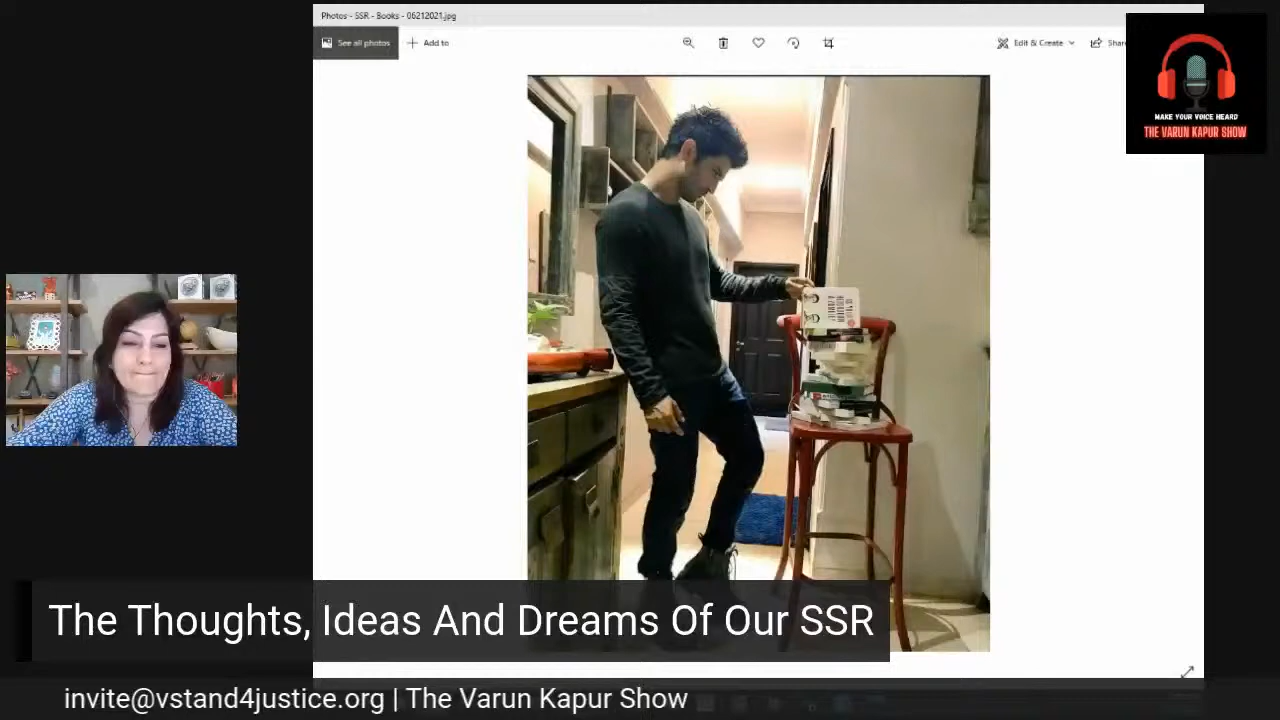 Photos - SSR - Books - 06212021.jpg
See all photos
Add to
Edit & Create
Shar
MAKE YOUR VOICE HEARD
THE VARUN KAPUR SHOW
The Thoughts, Ideas And Dreams Of Our SSR
invite@vstand4justice.org | The Varun Kapur Show